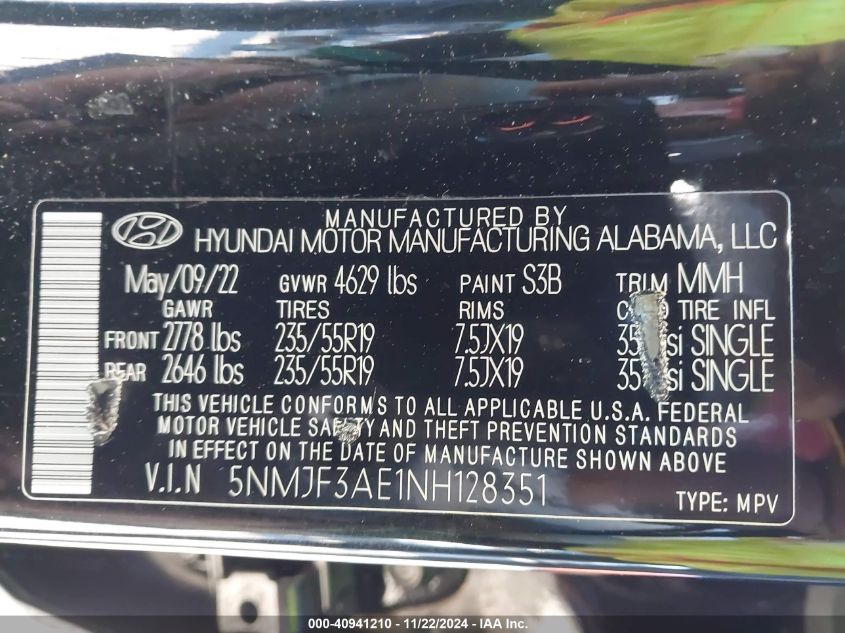 MANUFACTURED BY
HYUNDAI MOTOR MANUFACTURING ALABAMA, LLC
May/09/22 GVWR 4629 lbs PAINT S3B TRIM MMH
GAWR TIRES RIMS TIRE INFL
FRONT 2778 lbs 235/55R19 7.5JX19 SINGLE
REAR 2646 lbs 235/55R19 7.5JX19 SINGLE
THIS VEHICLE CONFORMS TO ALL APPLICABLE U.S.A. FEDERAL
MOTOR VEHICLE SAFETY AND THEFT PREVENTION STANDARDS
IN EFFECT ON THE DATE OF MANUFACTURE SHOWN ABOVE
V.I.N 5NMJF3AE1NH128351 TYPE: MPV
000-40941210 - 11/22/2024 - IAA Inc.